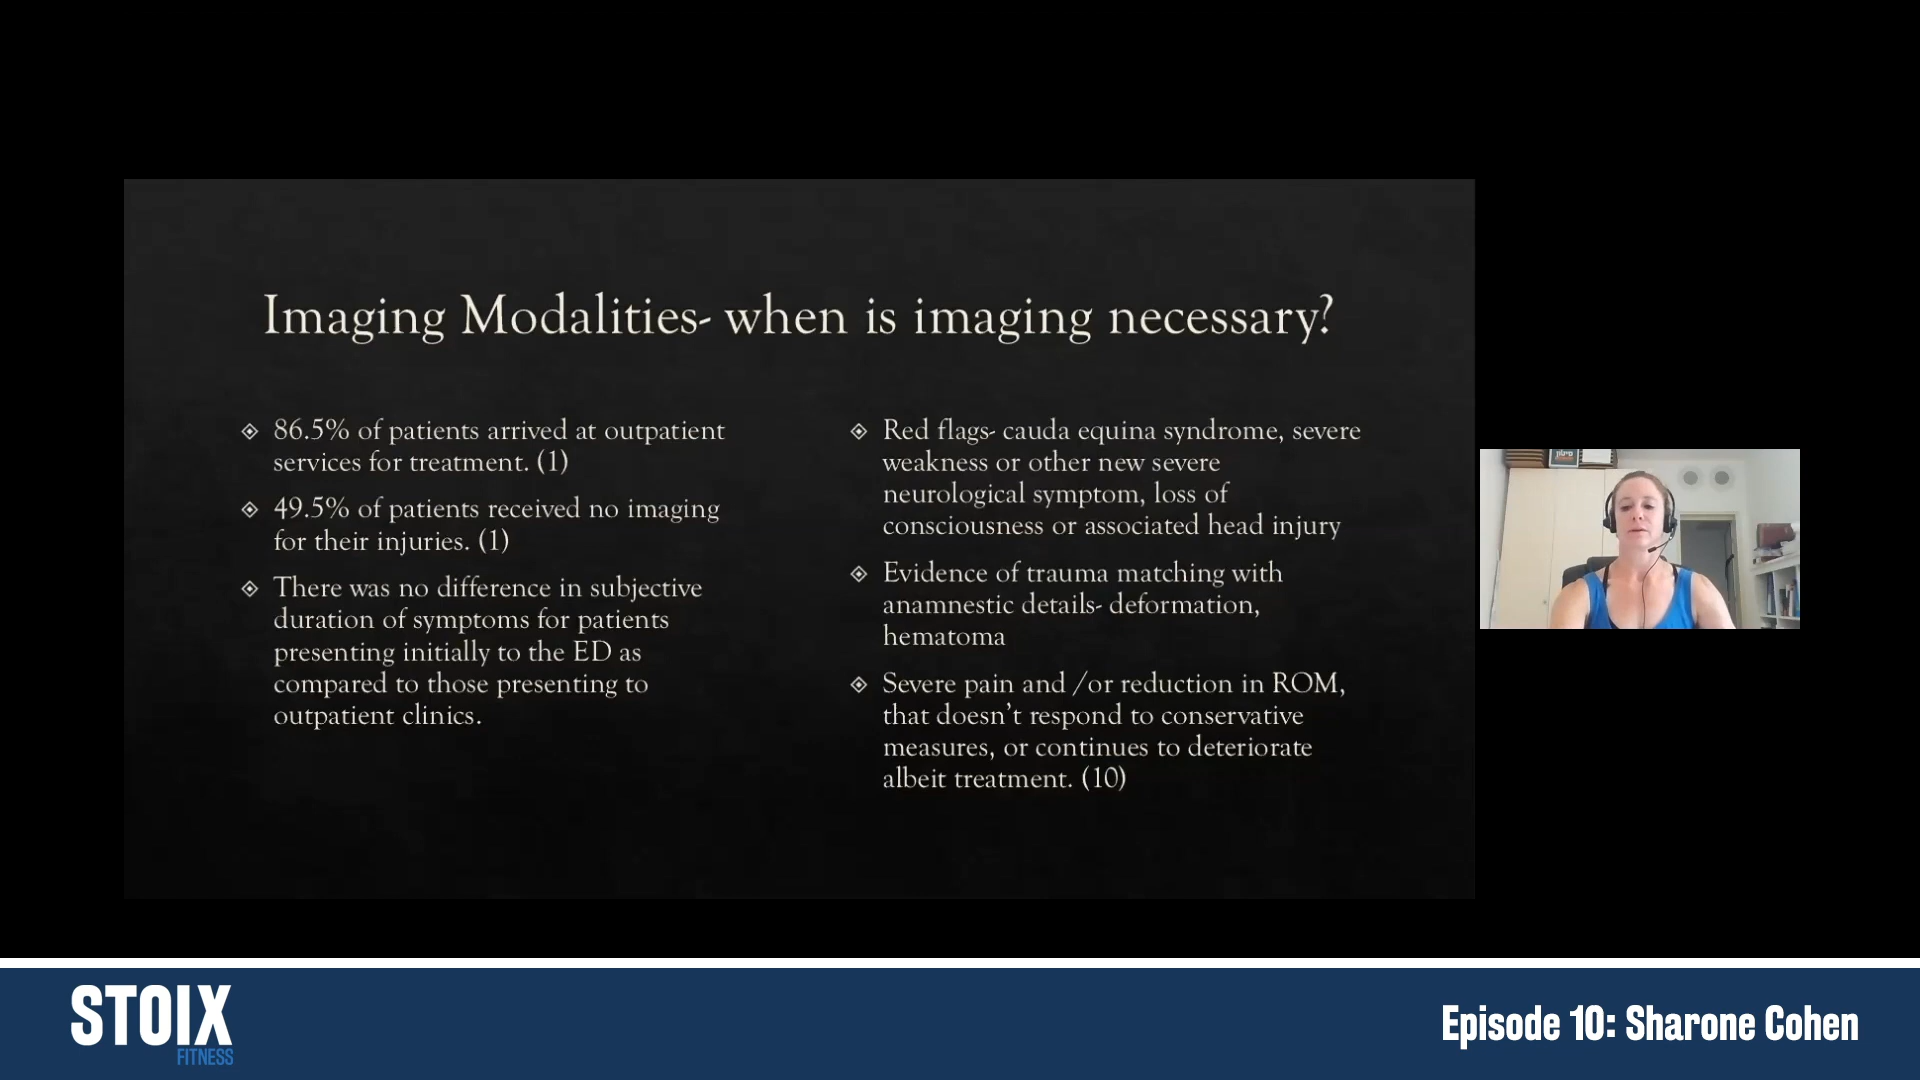 Imaging Modalities- when is imaging necessary?
86.5% of patients arrived at outpatient
services for treatment. (1)
49.5% of patients received no imaging
for their injuries. (1)
There was no difference in subjective
duration of symptoms for patients
presenting initially to the ED as
compared to those presenting to
outpatient clinics.
Red flags- cauda equina syndrome, severe
weakness or other new severe
neurological symptom, loss of
consciousness or associated head injury
Evidence of trauma matching with
anamnestic details- deformation,
hematoma
Severe pain and /or reduction in ROM,
that doesn’t respond to conservative
measures, or continues to deteriorate
albeit treatment. (10)
STOIX
FITNESS
Episode 10: Sharone Cohen